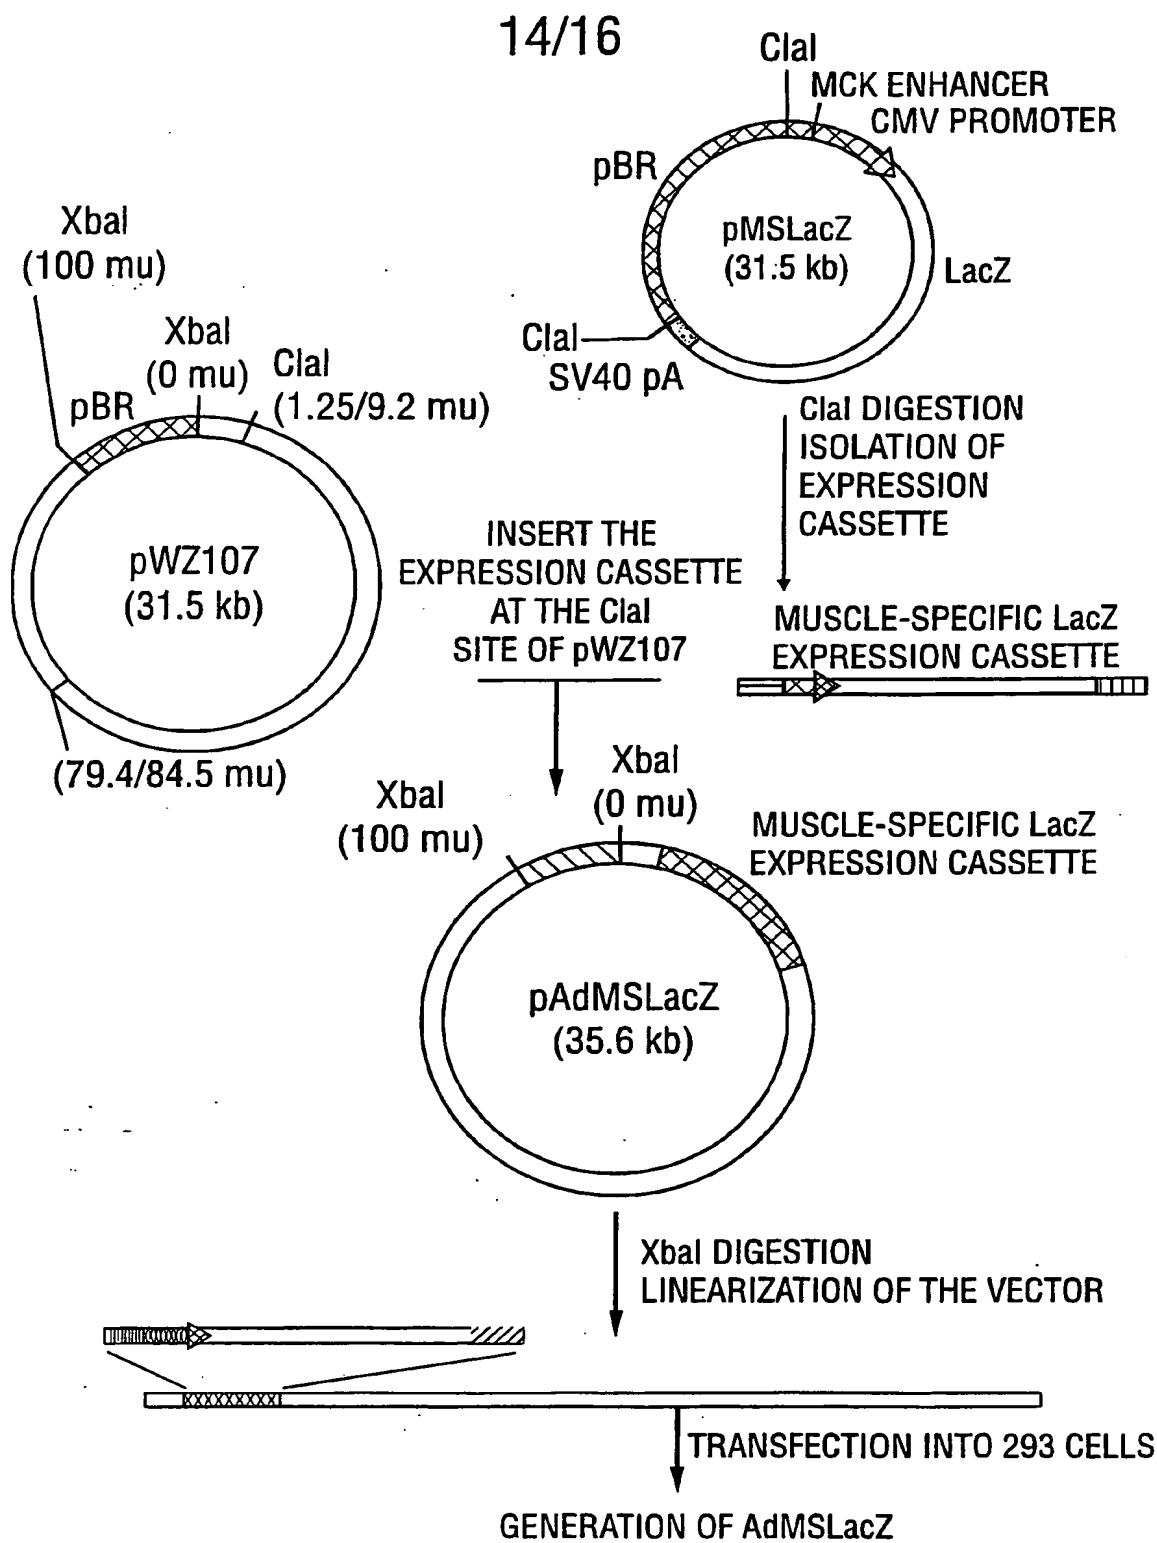 14/16
ClaI
MCK ENHANCER
CMV PROMOTER
pBR
pMSLacZ
(31.5 kb)
LacZ
ClaI
SV40 pA
XbaI
(100 mu)
XbaI
(0 mu)
ClaI
(1.25/9.2 mu)
pBR
pWZ107
(31.5 kb)
(79.4/84.5 mu)
ClaI DIGESTION
ISOLATION OF
EXPRESSION
CASSETTE
INSERT THE
EXPRESSION CASSETTE
AT THE ClaI
SITE OF pWZ107
MUSCLE-SPECIFIC LacZ
EXPRESSION CASSETTE
XbaI
(100 mu)
XbaI
(0 mu)
MUSCLE-SPECIFIC LacZ
EXPRESSION CASSETTE
pAdMSLacZ
(35.6 kb)
XbaI DIGESTION
LINEARIZATION OF THE VECTOR
TRANSFECTION INTO 293 CELLS
GENERATION OF AdMSLacZ